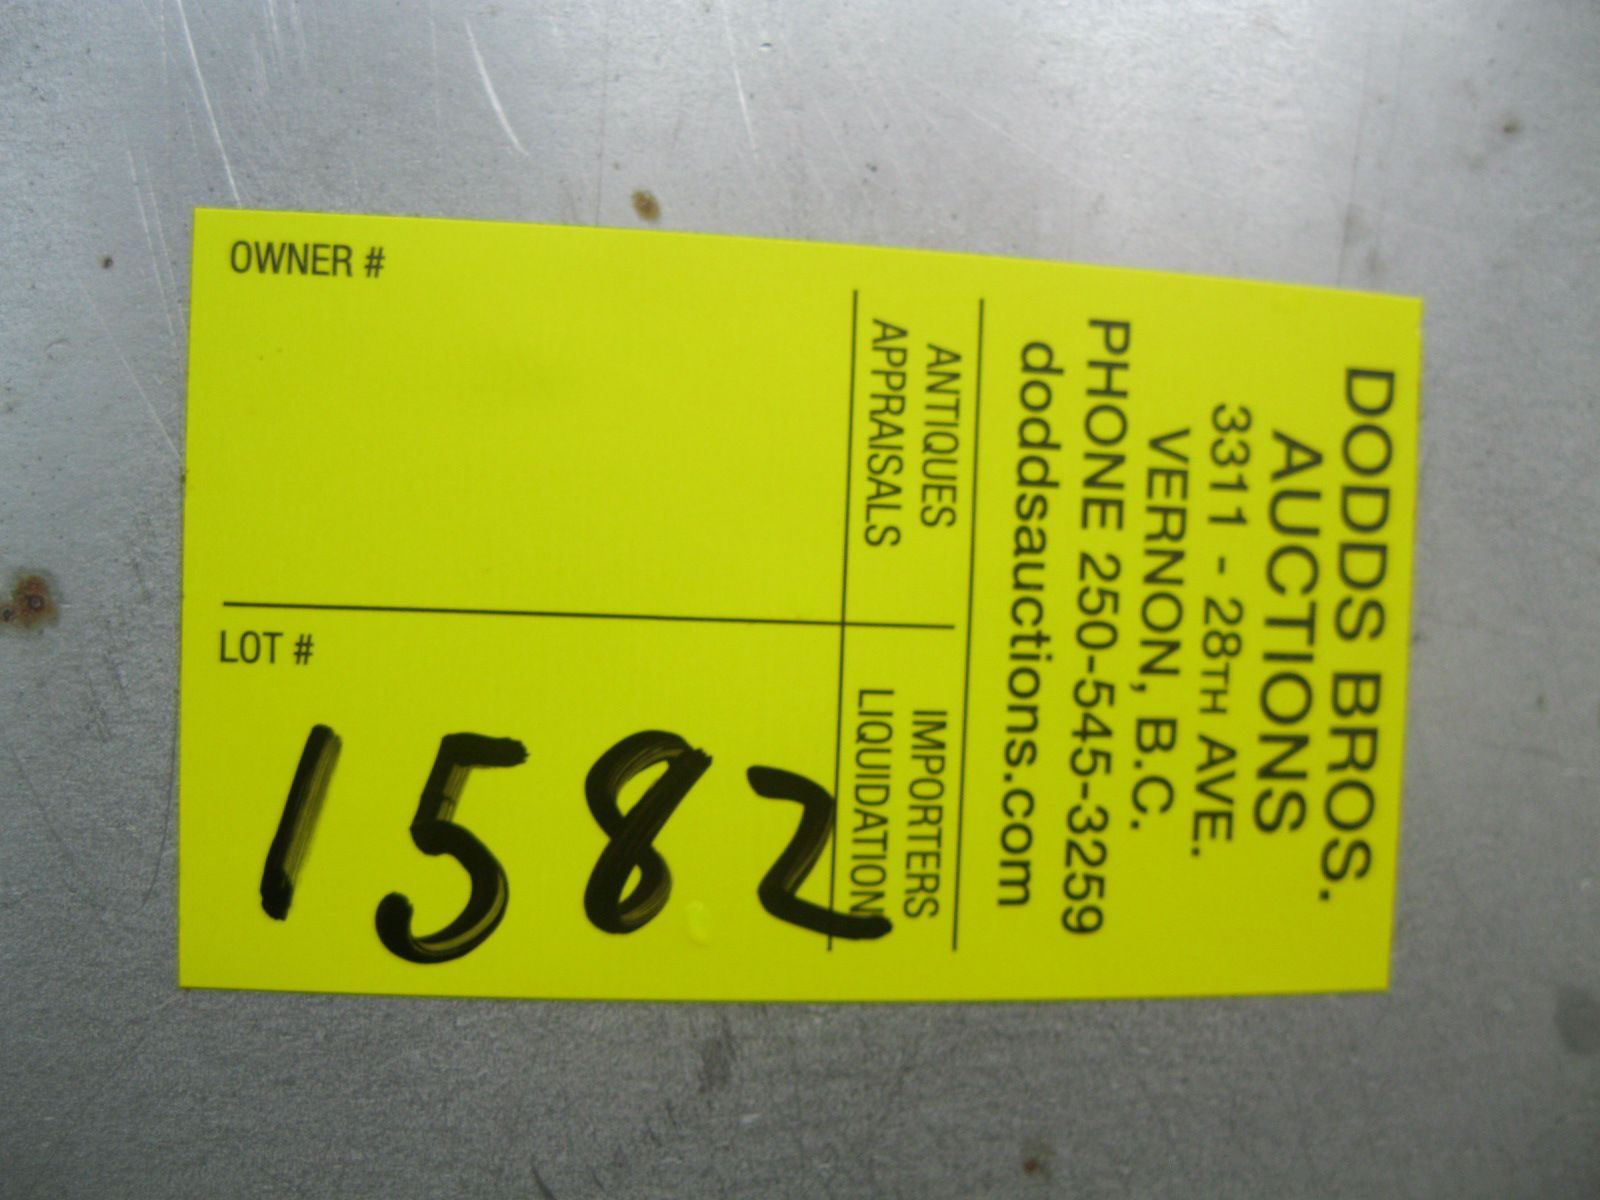 DODDS BROS.
AUCTIONS
3311 - 28TH AVE.
VERNON, B.C.
PHONE 250-545-3259
doddsauctions.com
ANTIQUES
APPRAISALS
IMPORTERS
LIQUIDATION
OWNER #
LOT #
1582